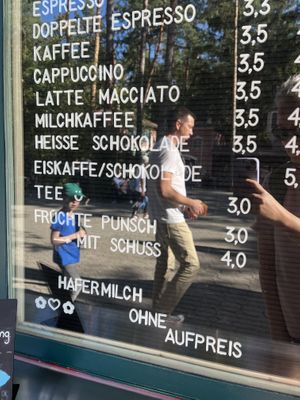 ESPRESSO 3,
DOPPELTE ESPRESSO 3,5
KAFFEE 3,5
CAPPUCCINO 3,5
LATTE MACCIATO 3,5
MILCHKAFFEE 3,5
HEISSE SCHOKOLADE 3,5
EISKAFFE/SCHOKOLADE 5,
TEE 3,0
FRÜCHTE PUNSCH 3,0
MIT SCHUSS 4,0
HAFERMILCH
OHNE
AUFPREIS